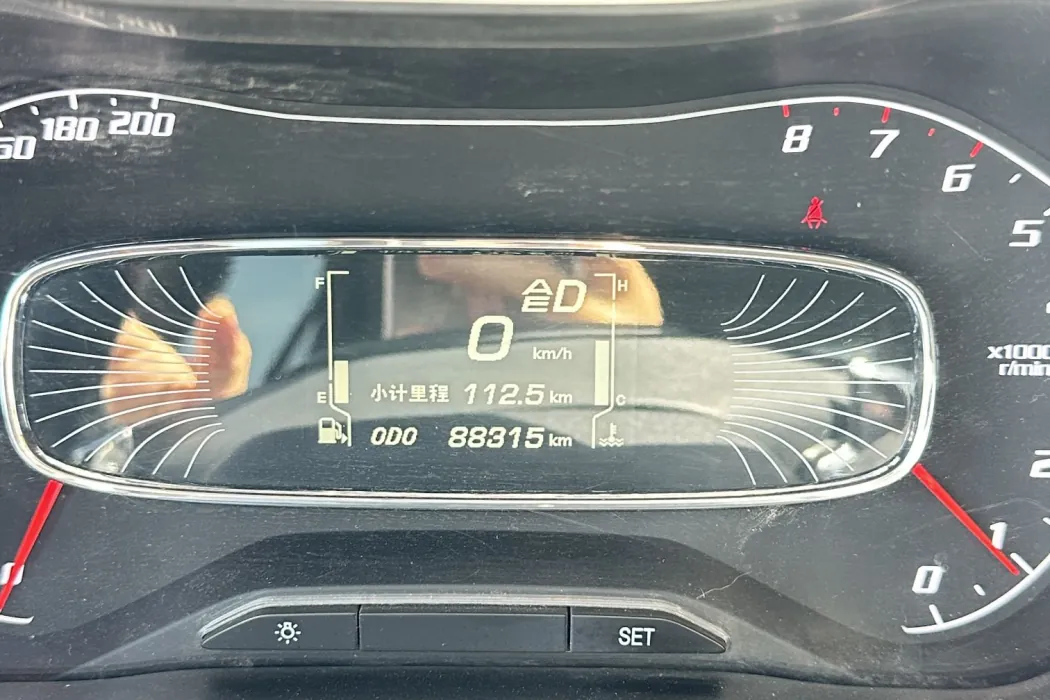 180 200
8 7 6 5
F H
D
0 km/h
小计里程 112.5 km
E C
ODO 88315 km
x1000
r/min
2
1
0
SET